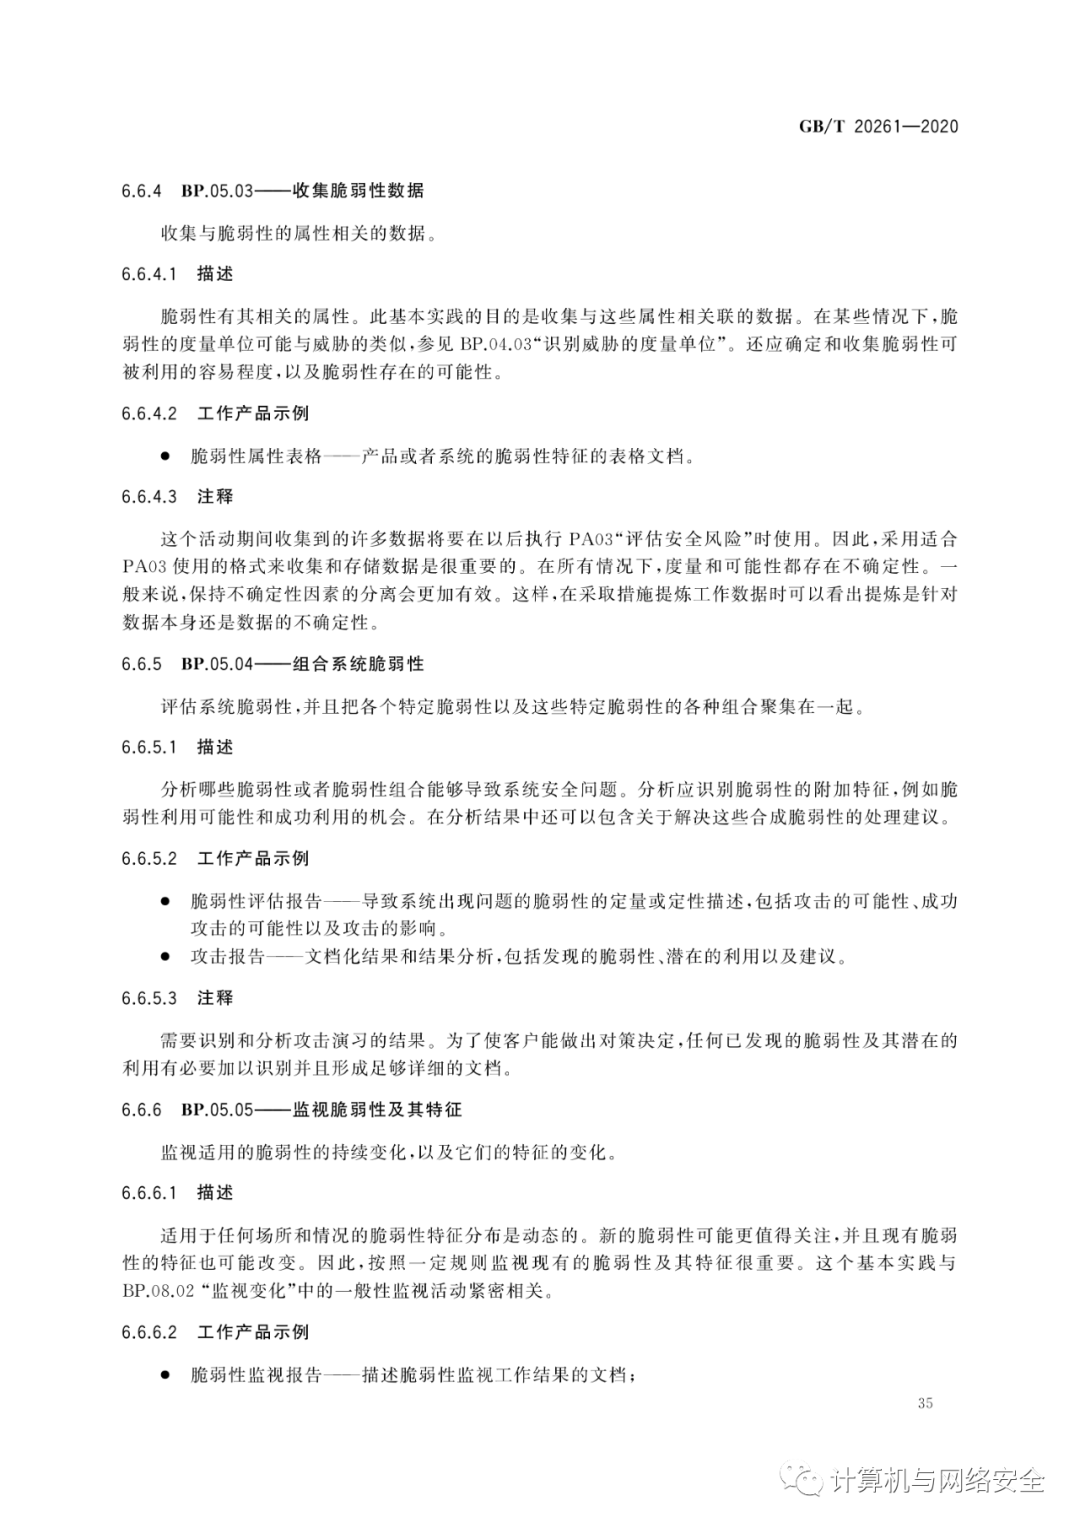 GB/T 20261—2020
6.6.4 BP.05.03——收集脆弱性数据
收集与脆弱性的属性相关的数据。
6.6.4.1 描述
脆弱性有其相关的属性。此基本实践的目的是收集与这些属性相关联的数据。在某些情况下,脆
弱性的度量单位可能与威胁的类似,参见 BP.04.03“识别威胁的度量单位”。还应确定和收集脆弱性可
被利用的容易程度,以及脆弱性存在的可能性。
6.6.4.2 工作产品示例
● 脆弱性属性表格——产品或者系统的脆弱性特征的表格文档。
6.6.4.3 注释
这个活动期间收集到的许多数据将要在以后执行 PA03“评估安全风险”时使用。因此,采用适合
PA03 使用的格式来收集和存储数据是很重要的。在所有情况下,度量和可能性都存在不确定性。一
般来说,保持不确定性因素的分离会更加有效。这样,在采取措施提炼工作数据时可以看出提炼是针对
数据本身还是数据的不确定性。
6.6.5 BP.05.04——组合系统脆弱性
评估系统脆弱性,并且把各个特定脆弱性以及这些特定脆弱性的各种组合聚集在一起。
6.6.5.1 描述
分析哪些脆弱性或者脆弱性组合能够导致系统安全问题。分析应识别脆弱性的附加特征,例如脆
弱性利用可能性和成功利用的机会。在分析结果中还可以包含关于解决这些合成脆弱性的处理建议。
6.6.5.2 工作产品示例
● 脆弱性评估报告——导致系统出现问题的脆弱性的定量或定性描述,包括攻击的可能性、成功
攻击的可能性以及攻击的影响。
● 攻击报告——文档化结果和结果分析,包括发现的脆弱性、潜在的利用以及建议。
6.6.5.3 注释
需要识别和分析攻击演习的结果。为了使客户能做出对策决定,任何已发现的脆弱性及其潜在的
利用有必要加以识别并且形成足够详细的文档。
6.6.6 BP.05.05——监视脆弱性及其特征
监视适用的脆弱性的持续变化,以及它们的特征的变化。
6.6.6.1 描述
适用于任何场所和情况的脆弱性特征分布是动态的。新的脆弱性可能更值得关注,并且现有脆弱
性的特征也可能改变。因此,按照一定规则监视现有的脆弱性及其特征很重要。这个基本实践与
BP.08.02 “监视变化”中的一般性监视活动紧密相关。
6.6.6.2 工作产品示例
● 脆弱性监视报告——描述脆弱性监视工作结果的文档;
35
计算机与网络安全